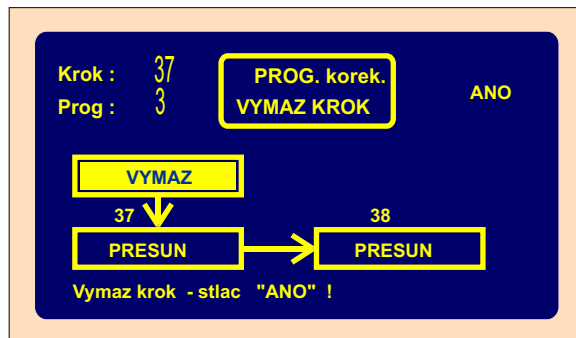 Krok : 37 PROG. korek. ANO
Prog : 3 VYMAZ KROK
VYMAZ
37 38
PRESUN PRESUN
Vymaz krok - stlac "ANO" !